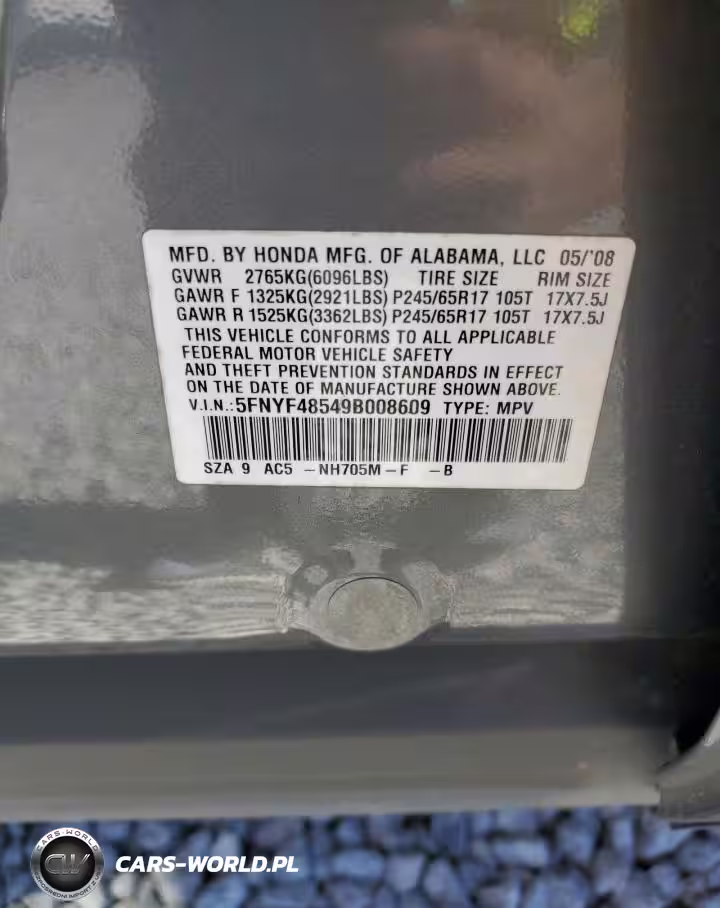 MFD. BY HONDA MFG. OF ALABAMA, LLC 05/'08
GVWR 2765KG(6096LBS) TIRE SIZE RIM SIZE
GAWR F 1325KG(2921LBS) P245/65R17 105T 17X7.5J
GAWR R 1525KG(3362LBS) P245/65R17 105T 17X7.5J
THIS VEHICLE CONFORMS TO ALL APPLICABLE
FEDERAL MOTOR VEHICLE SAFETY
AND THEFT PREVENTION STANDARDS IN EFFECT
ON THE DATE OF MANUFACTURE SHOWN ABOVE.
V.I.N.:5FNYF48549B008609 TYPE: MPV
SZA 9 AC5 -NH705M-F -B
CARS-WORLD
CW
CARS-WORLD.PL